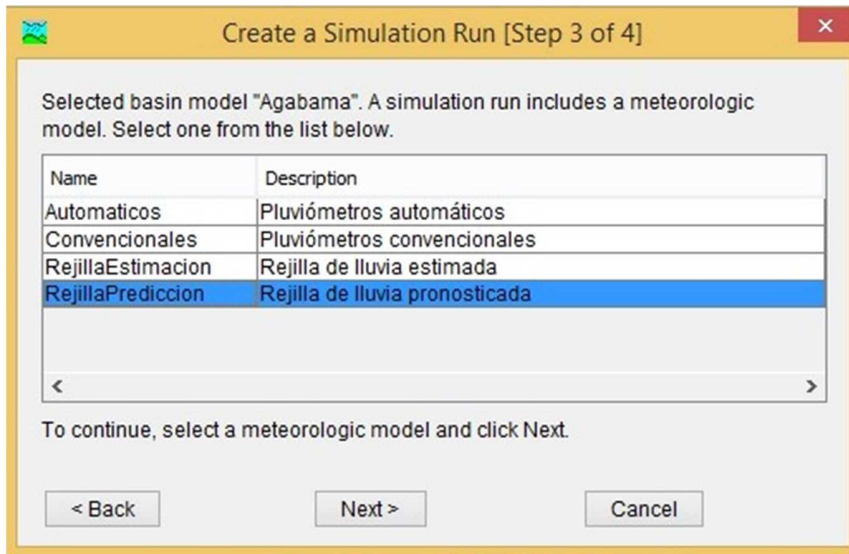 Create a Simulation Run [Step 3 of 4]
Selected basin model "Agabama". A simulation run includes a meteorologic
model. Select one from the list below.
Name Description
Automaticos Pluviómetros automáticos
Convencionales Pluviómetros convencionales
RejillaEstimacion Rejilla de lluvia estimada
RejillaPrediccion Rejilla de lluvia pronosticada
To continue, select a meteorologic model and click Next.
< Back Next > Cancel